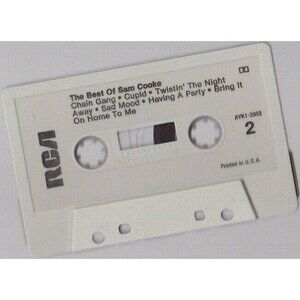 The Best Of Sam Cooke
Chain Gang • Cupid • Twistin' The Night
Away • Sad Mood • Having A Party • Bring It
On Home To Me
AYK1-3863
2
Printed in U.S.A.
RCA